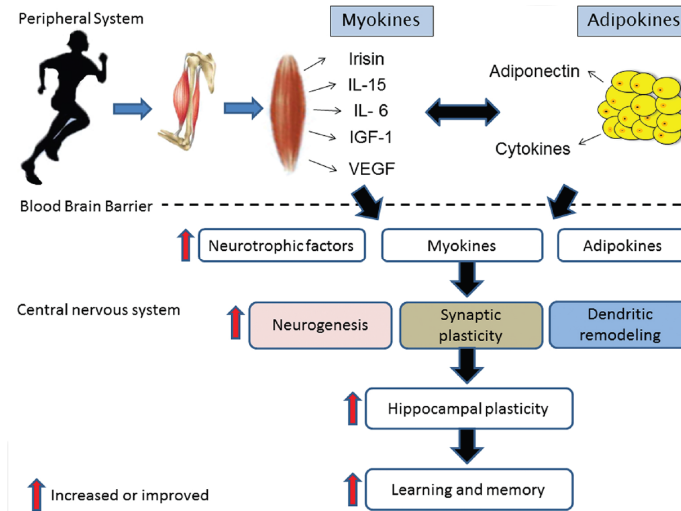 Peripheral System
Myokines
Adipokines
Irisin
IL-15
IL- 6
IGF-1
VEGF
Adiponectin
Cytokines
Blood Brain Barrier
Neurotrophic factors
Myokines
Adipokines
Central nervous system
Neurogenesis
Synaptic
plasticity
Dendritic
remodeling
Hippocampal plasticity
Learning and memory
Increased or improved